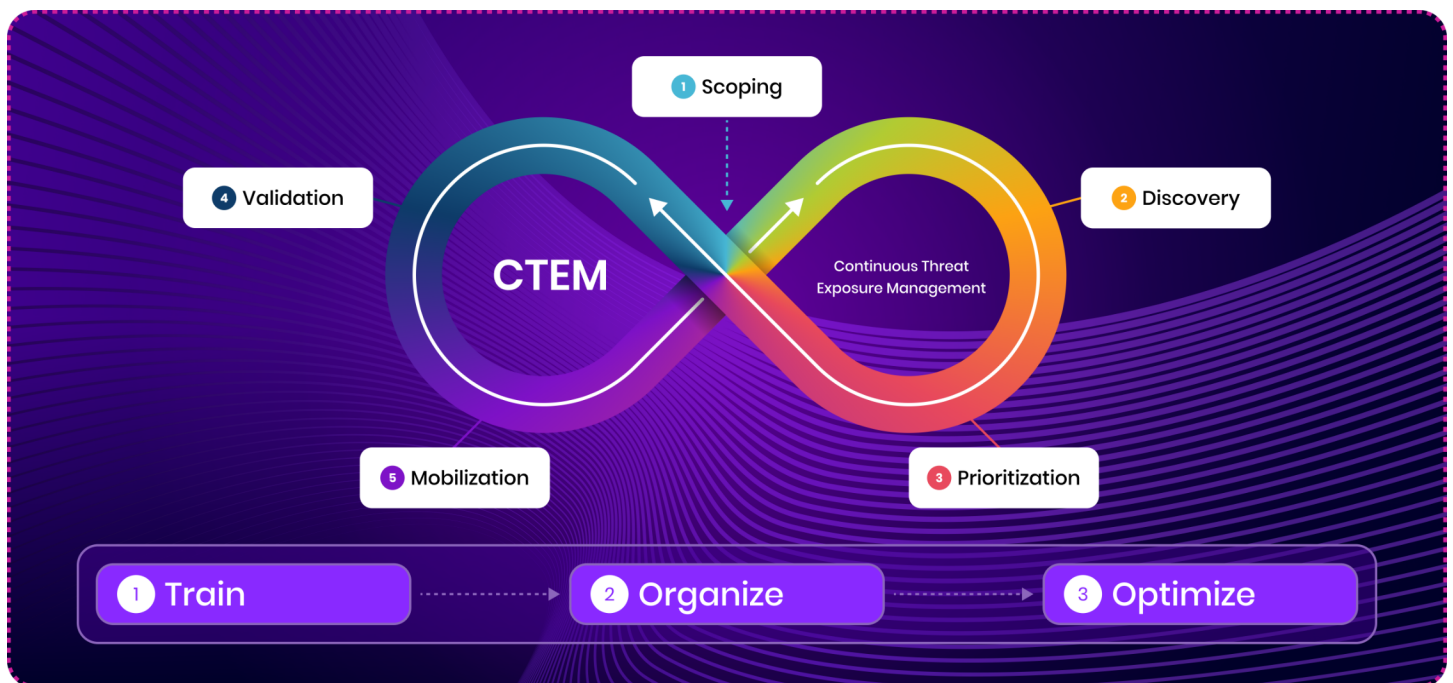 1 Scoping
4 Validation
2 Discovery
CTEM
Continuous Threat
Exposure Management
5 Mobilization
3 Prioritization
1 Train
2 Organize
3 Optimize